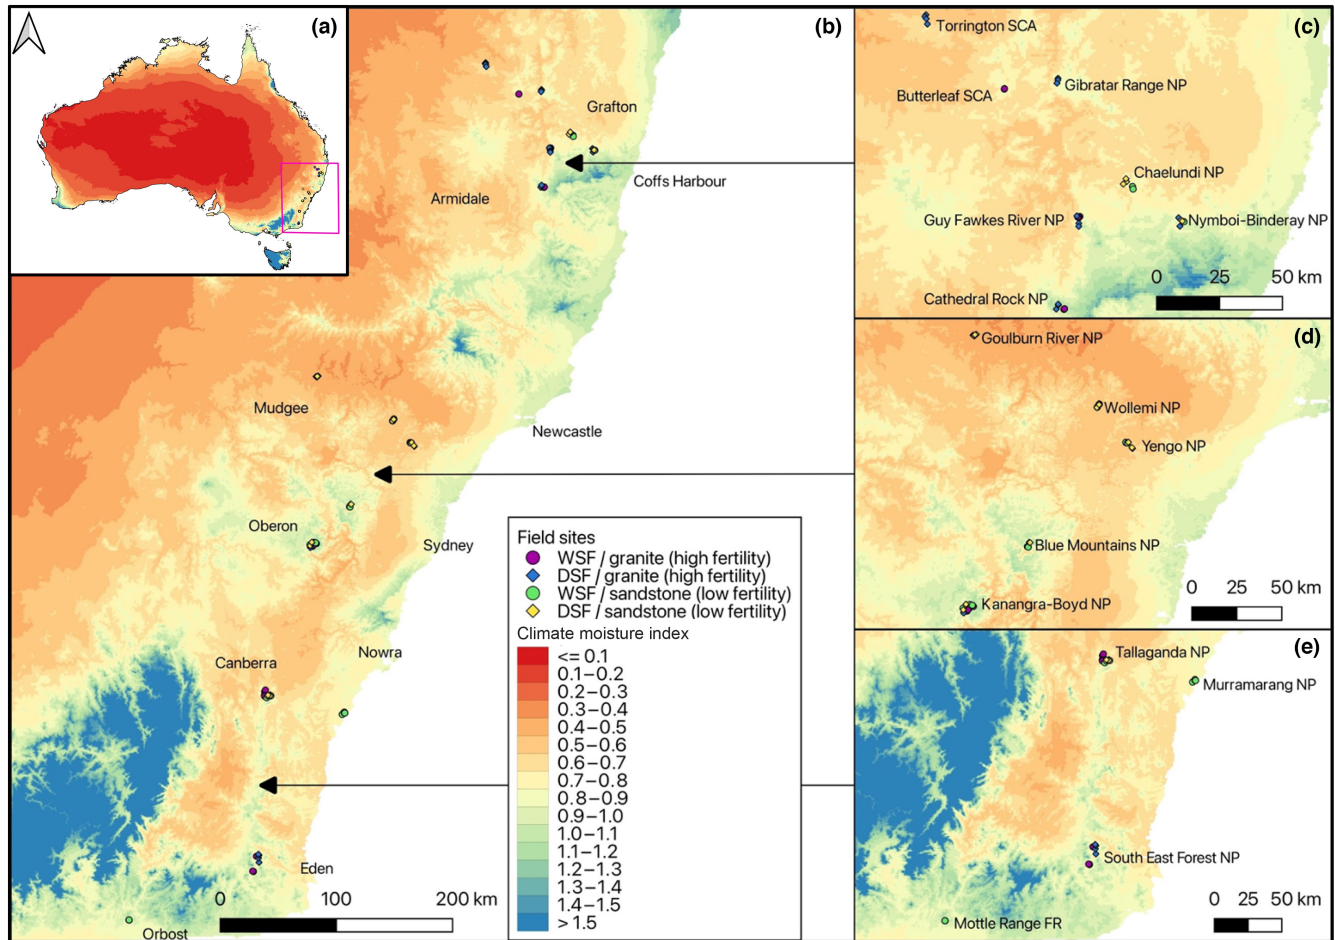 (a)
(b)
Grafton
Coffs Harbour
Armidale
Mudgee
Newcastle
Oberon
Sydney
Canberra
Nowra
Eden
Orbost
0 100 200 km
Field sites
WSF / granite (high fertility)
DSF / granite (high fertility)
WSF / sandstone (low fertility)
DSF / sandstone (low fertility)
Climate moisture index
<= 0.1
0.1–0.2
0.2–0.3
0.3–0.4
0.4–0.5
0.5–0.6
0.6–0.7
0.7–0.8
0.8–0.9
0.9–1.0
1.0–1.1
1.1–1.2
1.2–1.3
1.3–1.4
1.4–1.5
> 1.5
(c)
Torrington SCA
Gibratar Range NP
Butterleaf SCA
Chaelundi NP
Guy Fawkes River NP
Nymboi-Binderay NP
Cathedral Rock NP
0 25 50 km
(d)
Goulburn River NP
Wollemi NP
Yengo NP
Blue Mountains NP
Kanangra-Boyd NP
0 25 50 km
(e)
Tallaganda NP
Murramarang NP
South East Forest NP
Mottle Range FR
0 25 50 km